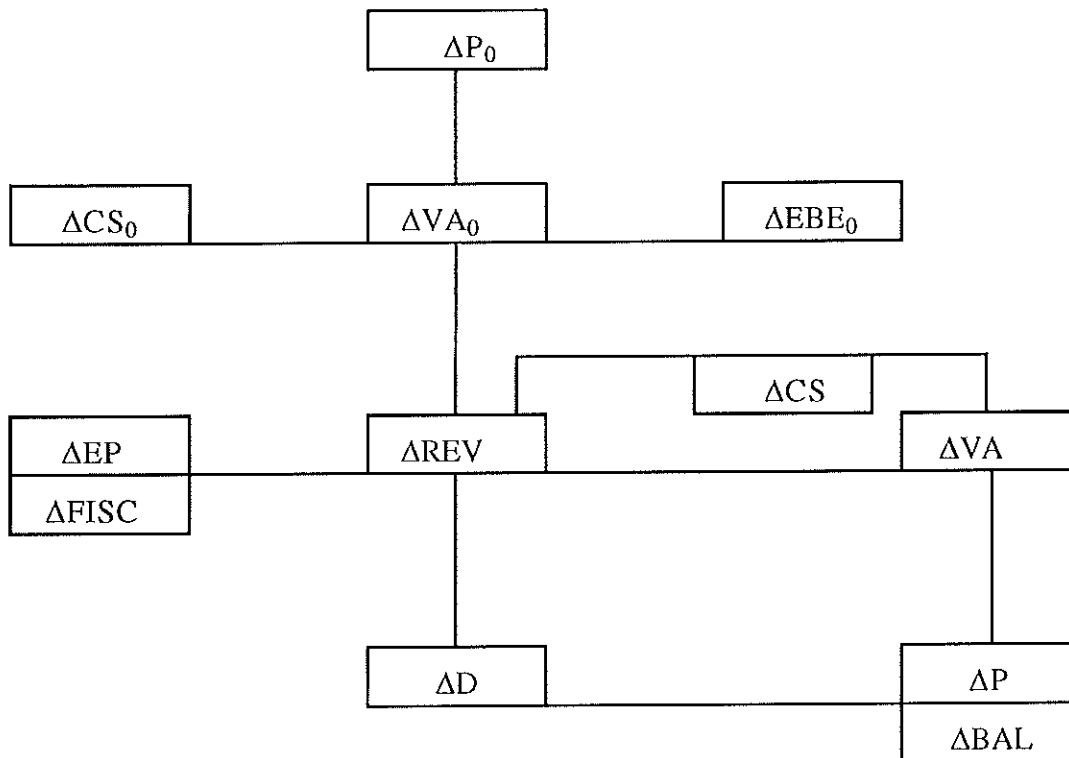 ΔP₀
ΔCS₀ ΔVA₀ ΔEBE₀
ΔCS
ΔEP ΔREV ΔVA
ΔFISC
ΔD ΔP
ΔBAL